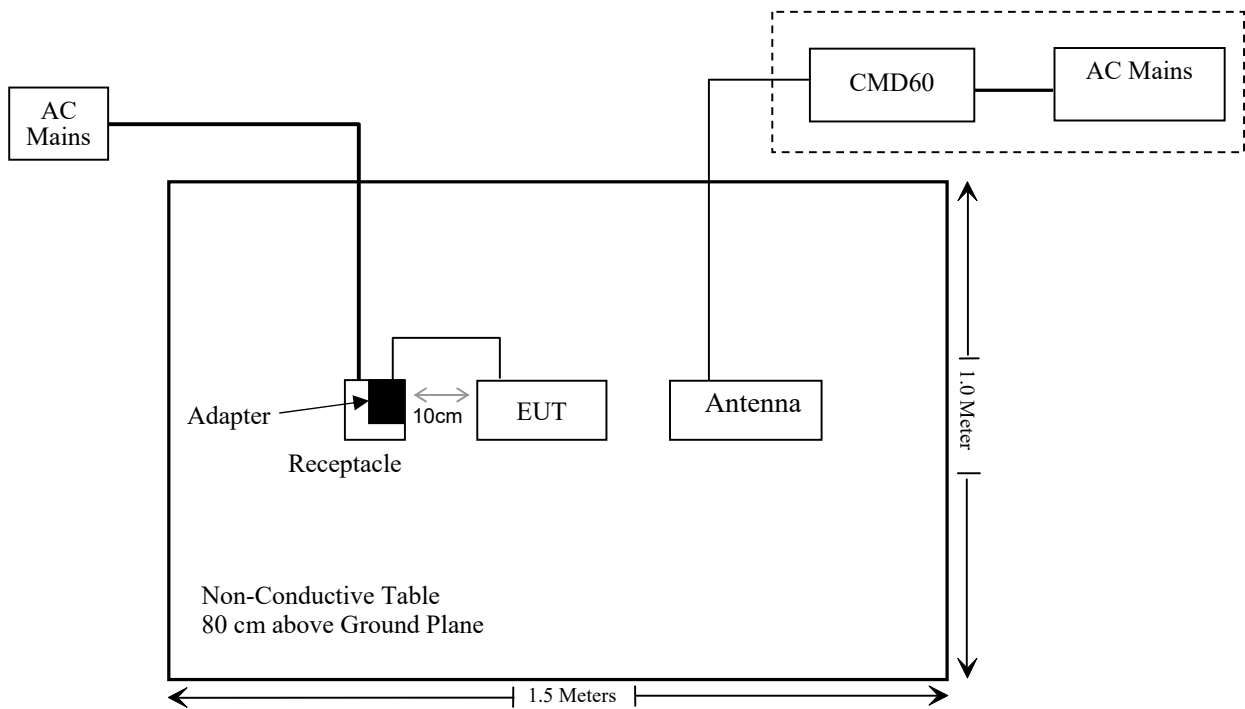 AC
Mains
CMD60
AC Mains
Adapter
10cm
EUT
Antenna
Receptacle
1.0 Meter
Non-Conductive Table
80 cm above Ground Plane
1.5 Meters